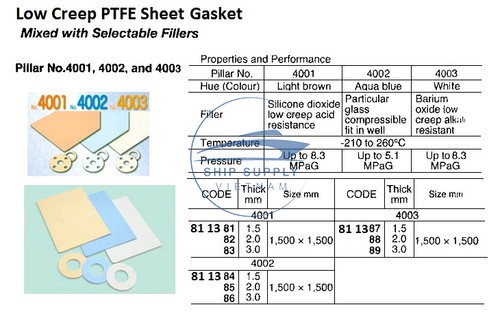 Low Creep PTFE Sheet Gasket
Mixed with Selectable Fillers
Pillar No.4001, 4002, and 4003
No.4001 No.4002 No.4003
Properties and Performance
Pillar No. 4001 4002 4003
Hue (Colour) Light brown Aqua blue White
Filler Silicone dioxide low creep acid resistance Particular glass compressible fit in well Barium oxide low creep alkali resistant
Temperature -210 to 260°C
Pressure Up to 8.3 MPaG Up to 5.1 MPaG Up to 8.3 MPaG
SHIP SUPPLY
VIETNAM
CODE Thick mm Size mm CODE Thick mm Size mm
4001 4003
81 13 81 1.5 81 1387 1.5
82 2.0 1,500 × 1,500 88 2.0 1,500 × 1,500
83 3.0 89 3.0
4002
81 13 84 1.5
85 2.0 1,500 × 1,500
86 3.0